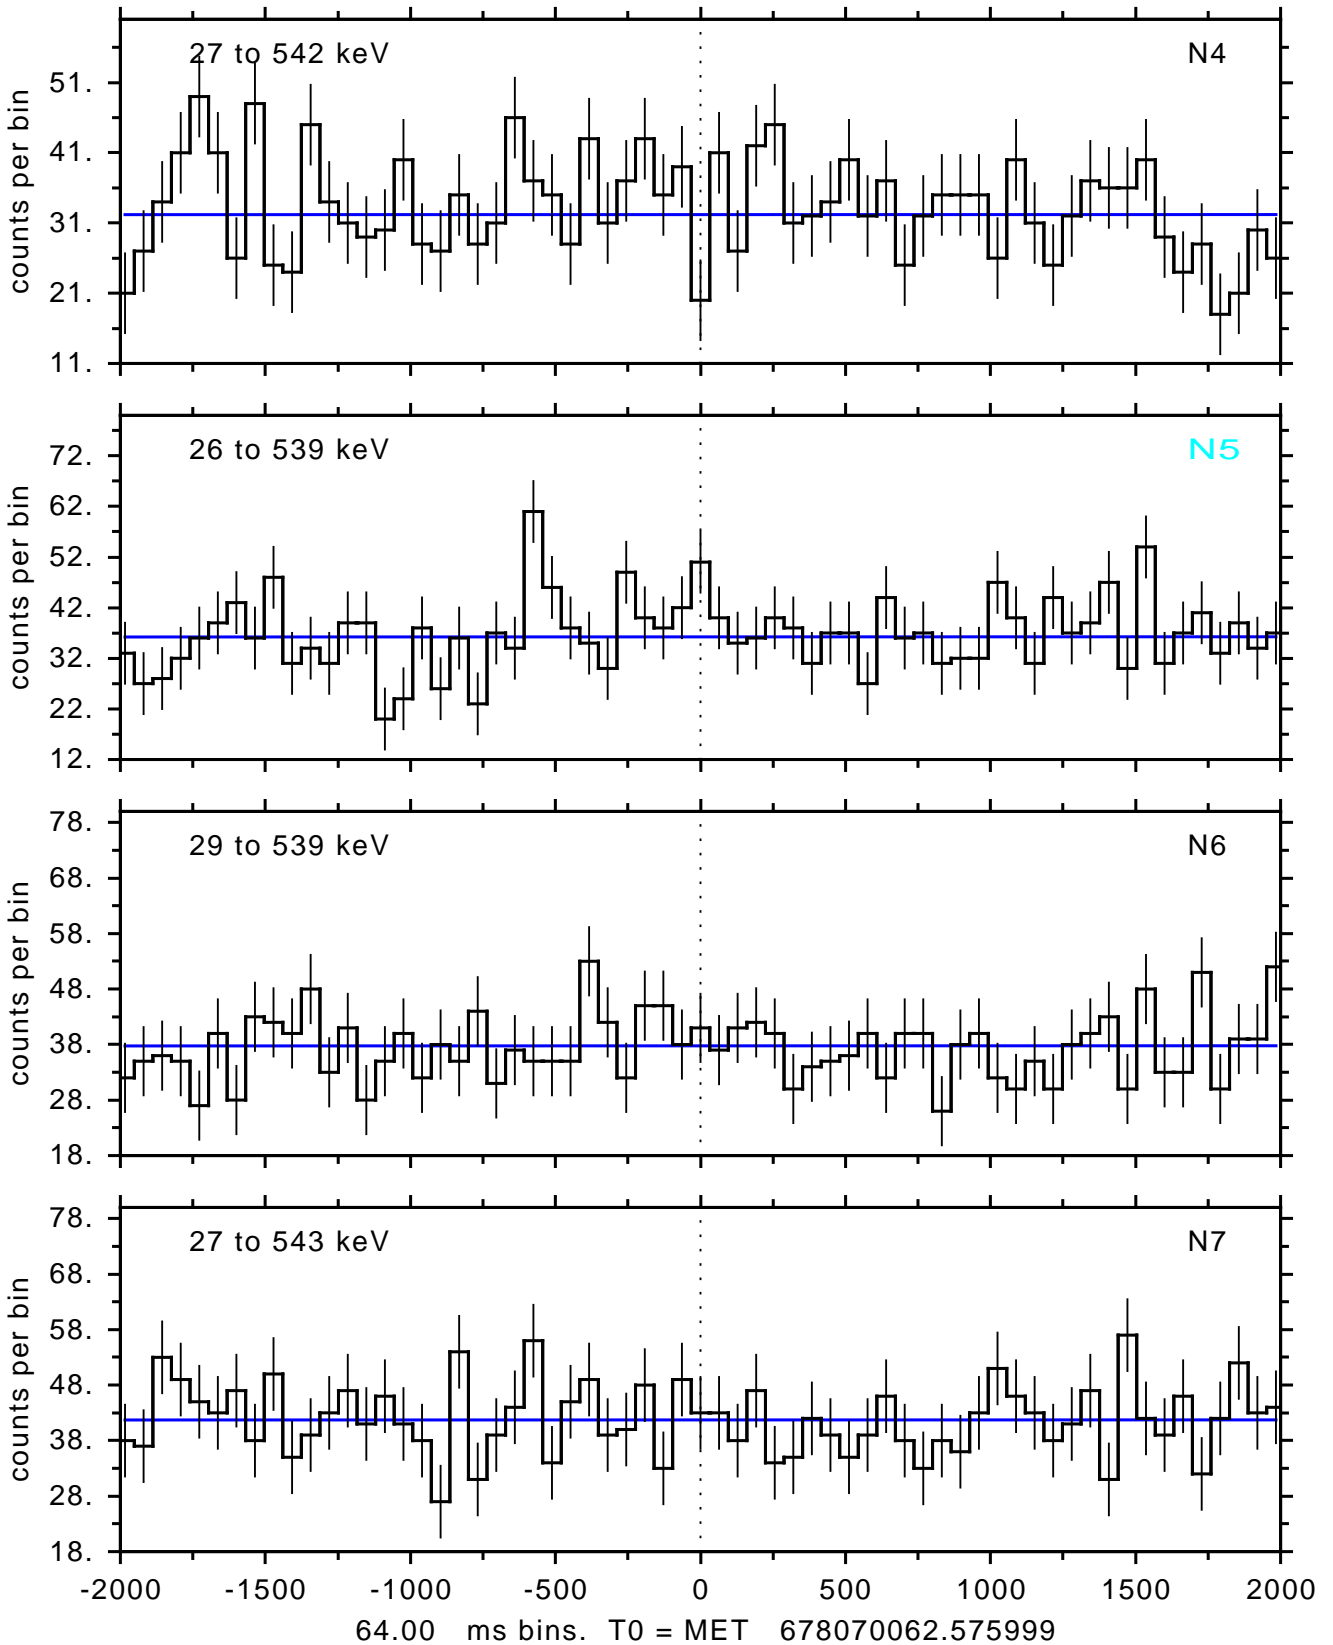 27 to 542 keV N4
51.
41.
31.
21.
11.
counts per bin
26 to 539 keV N5
72.
62.
52.
42.
32.
22.
12.
counts per bin
29 to 539 keV N6
78.
68.
58.
48.
38.
28.
18.
counts per bin
27 to 543 keV N7
78.
68.
58.
48.
38.
28.
18.
counts per bin
-2000 -1500 -1000 -500 0 500 1000 1500 2000
64.00 ms bins. T0 = MET 678070062.575999